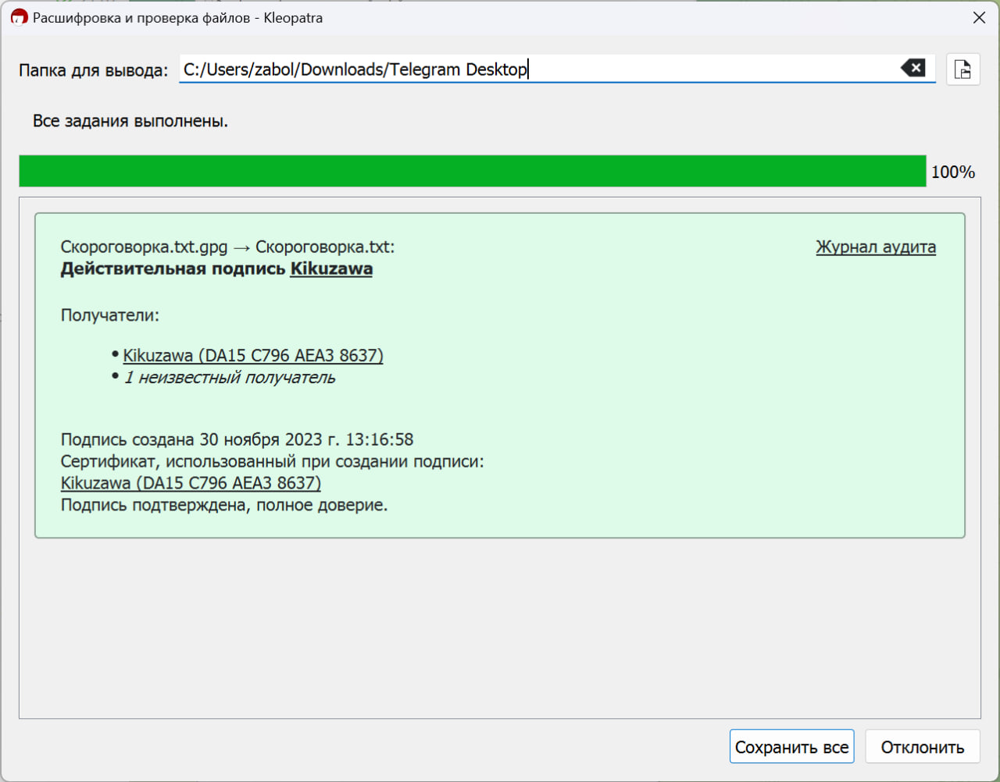 Расшифровка и проверка файлов - Kleopatra
Папка для вывода: C:/Users/zabol/Downloads/Telegram Desktop
Все задания выполнены.
100%
Скороговорка.txt.gpg → Скороговорка.txt: Журнал аудита
Действительная подпись Kikuzawa
Получатели:
• Kikuzawa (DA15 C796 AEA3 8637)
• 1 неизвестный получатель
Подпись создана 30 ноября 2023 г. 13:16:58
Сертификат, использованный при создании подписи:
Kikuzawa (DA15 C796 AEA3 8637)
Подпись подтверждена, полное доверие.
Сохранить все Отклонить